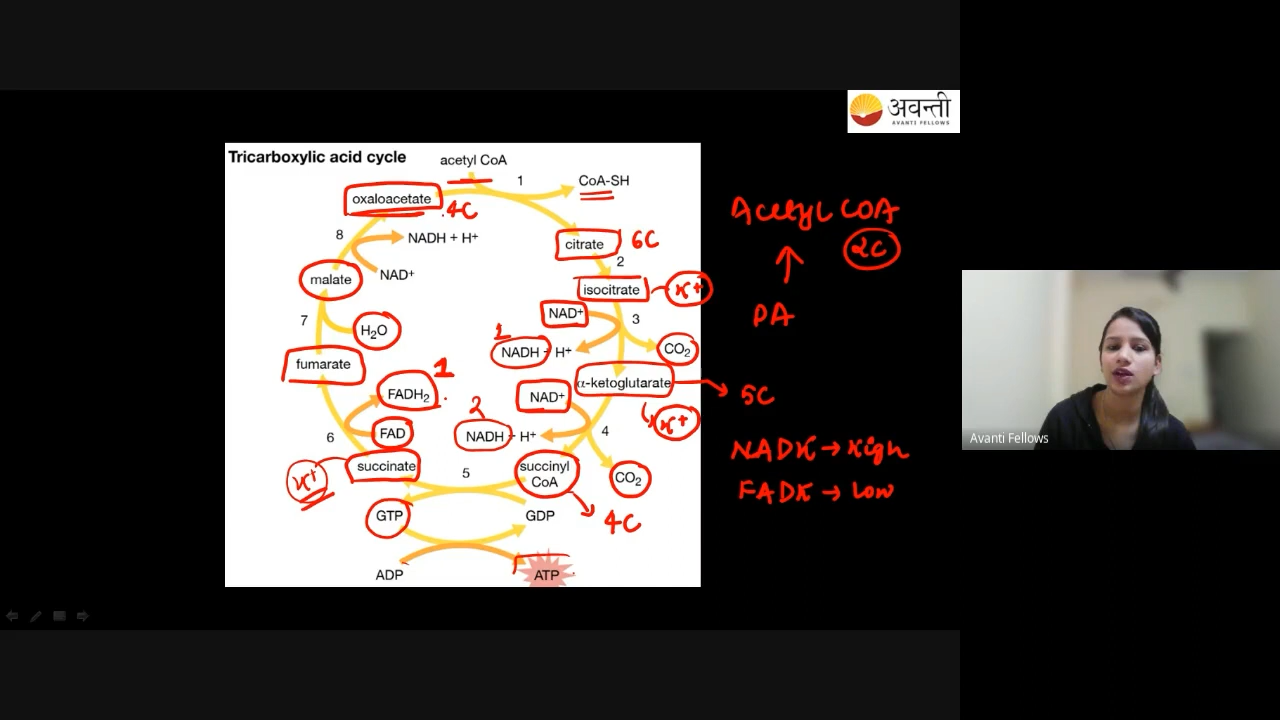 अवन्ती
AVANTI FELLOWS
Tricarboxylic acid cycle
acetyl CoA
1
CoA-SH
oxaloacetate
4C
8
NADH + H⁺
NAD⁺
citrate
6C
2
isocitrate
H⁺
malate
7
H₂O
fumarate
NAD⁺
3
1
NADH + H⁺
CO₂
α-ketoglutarate
5C
H⁺
NAD⁺
2
NADH + H⁺
4
CO₂
1
FADH₂
FAD
6
succinate
H⁺
5
succinyl
CoA
4C
GTP
GDP
ADP
ATP
Acetyl COA
2C
PA
NADH → High
FADH → Low
Avanti Fellows